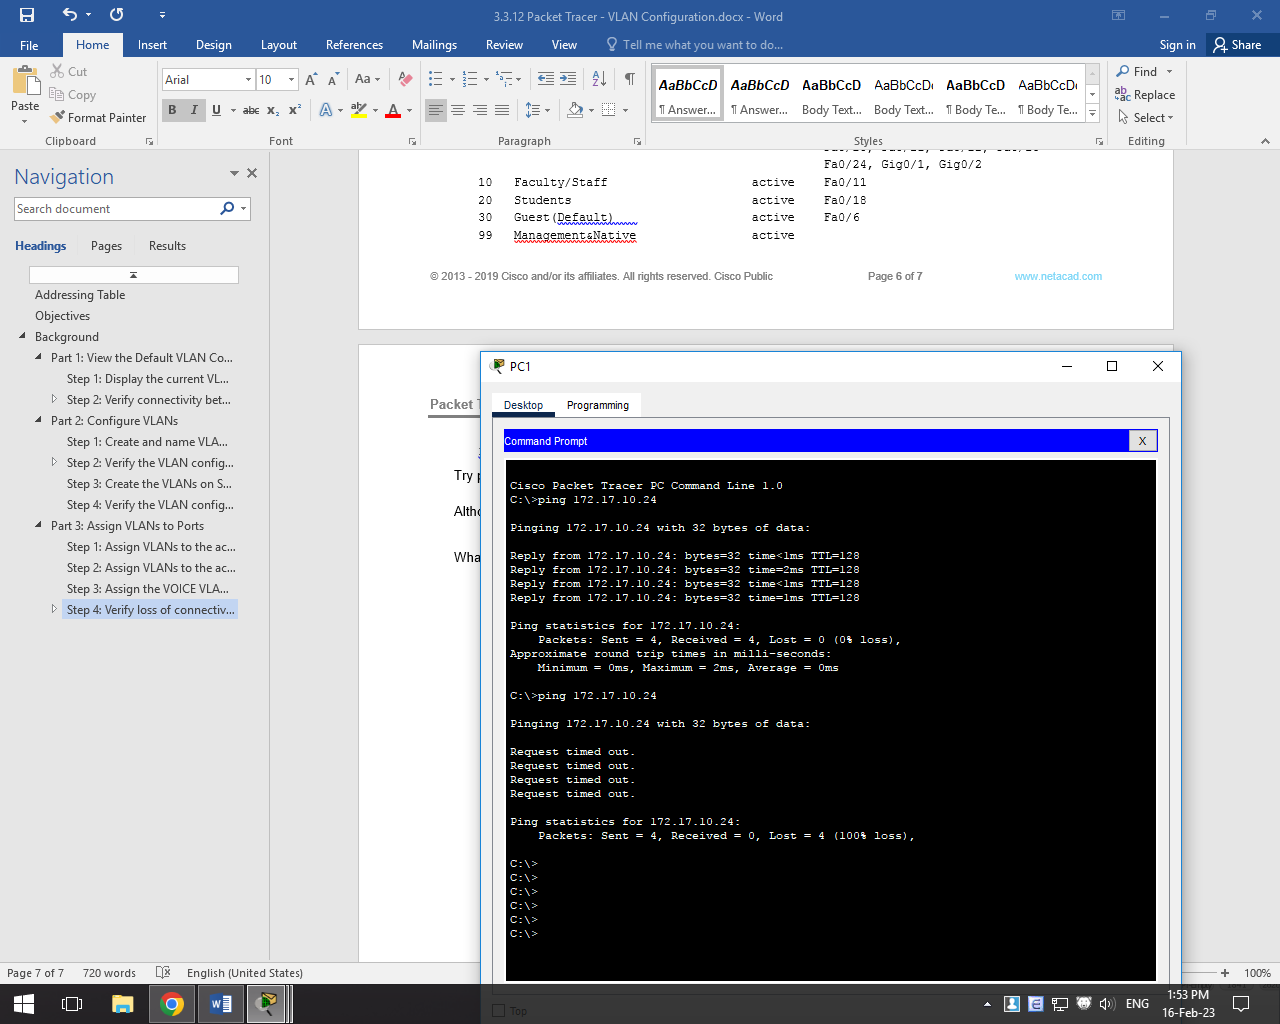 3.3.12 Packet Tracer - VLAN Configuration.docx - Word
File Home Insert Design Layout References Mailings Review View Tell me what you want to do... Sign in Share
Paste Cut Copy Format Painter
Arial 10
Aa
B I U abc x₂ x² A aby A
AaBbCcD AaBbCcD AaBbCcD AaBbCcDc AaBbCcD AaBbCcDc
¶ Answer... ¶ Answer... Body Text... Body Text... ¶ Body Te... ¶ Body Te...
Find
Replace
Select
Clipboard Font Paragraph Styles Editing
Navigation
Search document
Headings Pages Results
Addressing Table
Objectives
Background
Part 1: View the Default VLAN Co...
Step 1: Display the current VL...
Step 2: Verify connectivity bet...
Part 2: Configure VLANs
Step 1: Create and name VLA...
Step 2: Verify the VLAN config...
Step 3: Create the VLANs on S...
Step 4: Verify the VLAN config...
Part 3: Assign VLANs to Ports
Step 1: Assign VLANs to the ac...
Step 2: Assign VLANs to the ac...
Step 3: Assign the VOICE VLA...
Step 4: Verify loss of connectiv...
Fa0/24, Gig0/1, Gig0/2
10 Faculty/Staff active Fa0/11
20 Students active Fa0/18
30 Guest(Default) active Fa0/6
99 Management&Native active
© 2013 - 2019 Cisco and/or its affiliates. All rights reserved. Cisco Public Page 6 of 7 www.netacad.com
Packet
Try
PC1
Desktop Programming
Command Prompt X
Cisco Packet Tracer PC Command Line 1.0
C:\>ping 172.17.10.24
Pinging 172.17.10.24 with 32 bytes of data:
Reply from 172.17.10.24: bytes=32 time<1ms TTL=128
Reply from 172.17.10.24: bytes=32 time=2ms TTL=128
Reply from 172.17.10.24: bytes=32 time<1ms TTL=128
Reply from 172.17.10.24: bytes=32 time=1ms TTL=128
Ping statistics for 172.17.10.24:
Packets: Sent = 4, Received = 4, Lost = 0 (0% loss),
Approximate round trip times in milli-seconds:
Minimum = 0ms, Maximum = 2ms, Average = 0ms
C:\>ping 172.17.10.24
Pinging 172.17.10.24 with 32 bytes of data:
Request timed out.
Request timed out.
Request timed out.
Request timed out.
Ping statistics for 172.17.10.24:
Packets: Sent = 4, Received = 0, Lost = 4 (100% loss),
C:\>
C:\>
C:\>
C:\>
C:\>
C:\>
Top
Page 7 of 7 720 words English (United States) 100%
ENG 1:53 PM
16-Feb-23